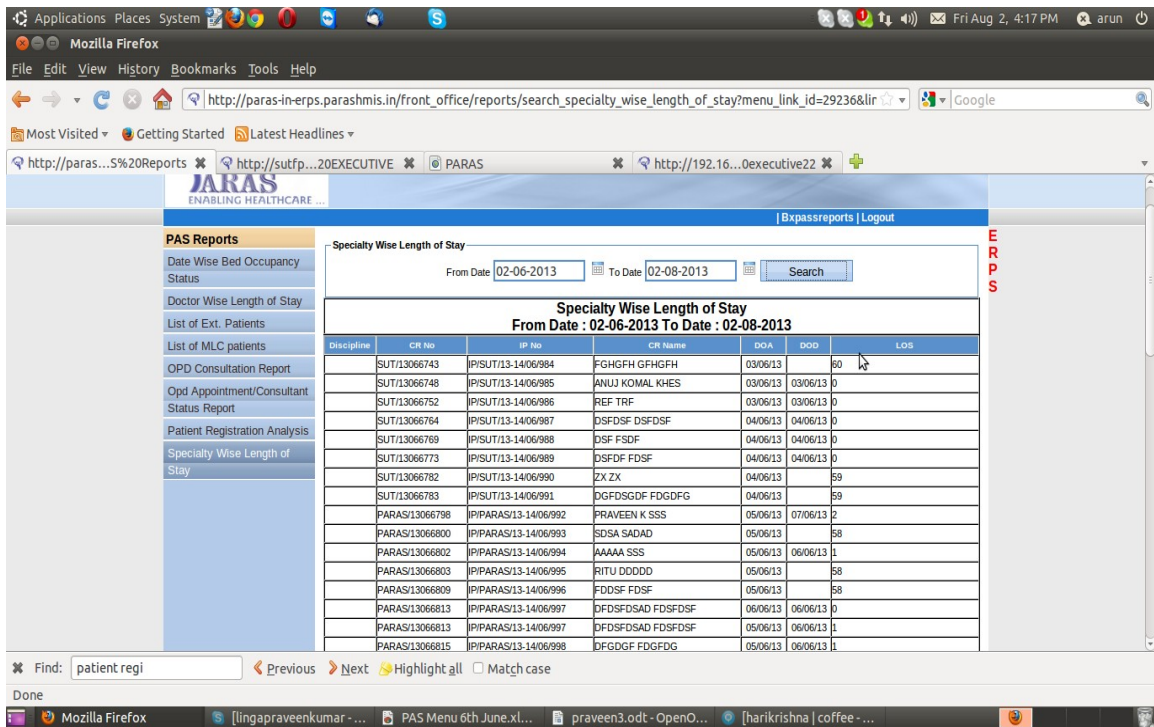 Applications Places System Fri Aug 2, 4:17 PM arun
Mozilla Firefox
File Edit View History Bookmarks Tools Help
http://paras-in-erps.parashmis.in/front_office/reports/search_specialty_wise_length_of_stay?menu_link_id=29236&lir Google
Most Visited Getting Started Latest Headlines
http://paras...S%20Reports http://sutfp...20EXECUTIVE PARAS http://192.16...0executive22
PARAS
ENABLING HEALTHCARE ...
| Bxpassreports | Logout
PAS Reports
Date Wise Bed Occupancy
Status
Doctor Wise Length of Stay
List of Ext. Patients
List of MLC patients
OPD Consultation Report
Opd Appointment/Consultant
Status Report
Patient Registration Analysis
Specialty Wise Length of
Stay
E
R
P
S
Specialty Wise Length of Stay
From Date 02-06-2013 To Date 02-08-2013 Search
Specialty Wise Length of Stay
From Date : 02-06-2013 To Date : 02-08-2013
Discipline CR No IP No CR Name DOA DOD LOS
SUT/13066743 IP/SUT/13-14/06/984 FGHGFH GFHGFH 03/06/13 60
SUT/13066748 IP/SUT/13-14/06/985 ANUJ KOMAL KHES 03/06/13 03/06/13 0
SUT/13066752 IP/SUT/13-14/06/986 REF TRF 03/06/13 03/06/13 0
SUT/13066764 IP/SUT/13-14/06/987 DSFDSF DSFDSF 04/06/13 04/06/13 0
SUT/13066769 IP/SUT/13-14/06/988 DSF FSDF 04/06/13 04/06/13 0
SUT/13066773 IP/SUT/13-14/06/989 DSFDF FDSF 04/06/13 04/06/13 0
SUT/13066782 IP/SUT/13-14/06/990 ZX ZX 04/06/13 59
SUT/13066783 IP/SUT/13-14/06/991 DGFDSGDF FDGDFG 04/06/13 59
PARAS/13066798 IP/PARAS/13-14/06/992 PRAVEEN K SSS 05/06/13 07/06/13 2
PARAS/13066800 IP/PARAS/13-14/06/993 SDSA SADAD 05/06/13 58
PARAS/13066802 IP/PARAS/13-14/06/994 AAAAA SSS 05/06/13 06/06/13 1
PARAS/13066803 IP/PARAS/13-14/06/995 RITU DDDDD 05/06/13 58
PARAS/13066809 IP/PARAS/13-14/06/996 FDDSF FDSF 05/06/13 58
PARAS/13066813 IP/PARAS/13-14/06/997 DFDSFDSAD FDSFDSF 06/06/13 06/06/13 0
PARAS/13066813 IP/PARAS/13-14/06/997 DFDSFDSAD FDSFDSF 05/06/13 06/06/13 1
PARAS/13066815 IP/PARAS/13-14/06/998 DFGDGF FDGFDG 05/06/13 06/06/13 1
Find: patient regi Previous Next Highlight all Match case
Done
Mozilla Firefox [lingapraveenkumar -... PAS Menu 6th June.xl... praveen3.odt - OpenO... [harikrishna | coffee -...